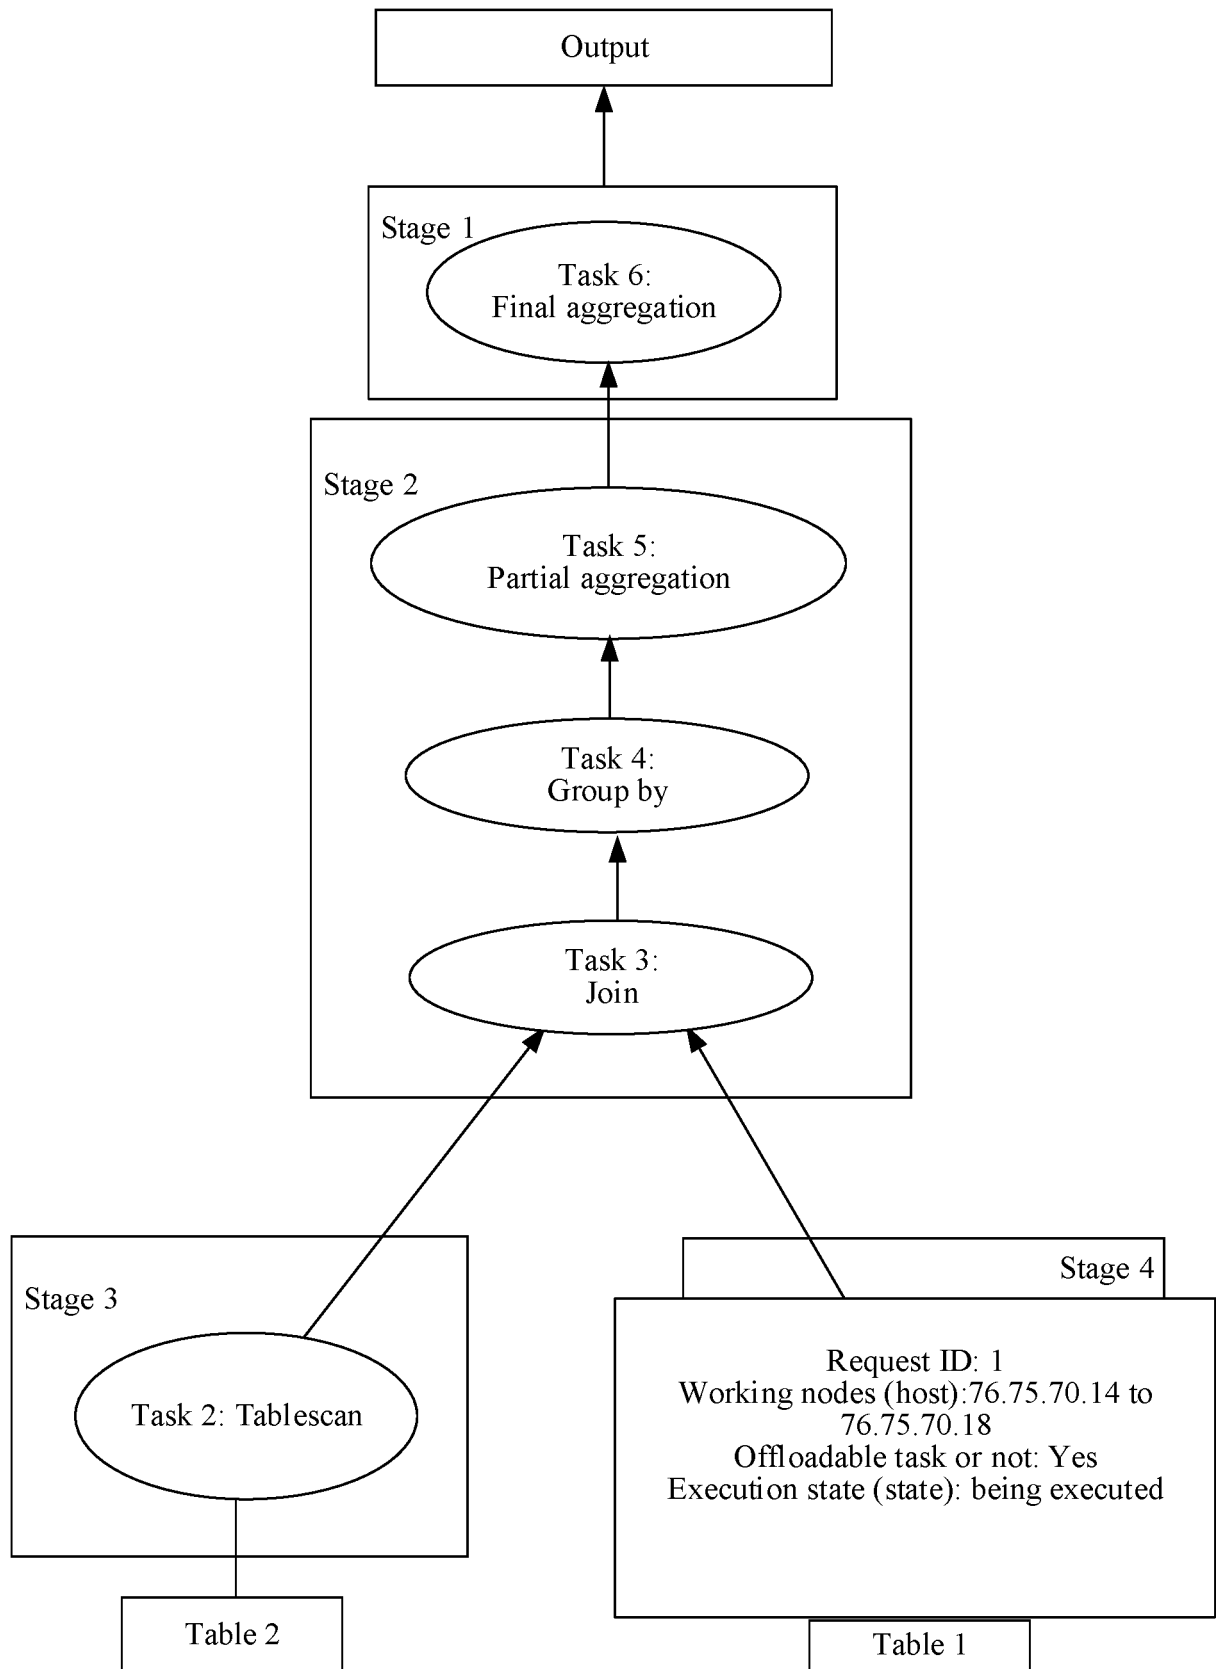 Output
Stage 1
Task 6:
Final aggregation
Stage 2
Task 5:
Partial aggregation
Task 4:
Group by
Task 3:
Join
Stage 3
Task 2: Tablescan
Table 2
Stage 4
Request ID: 1
Working nodes (host):76.75.70.14 to
76.75.70.18
Offloadable task or not: Yes
Execution state (state): being executed
Table 1